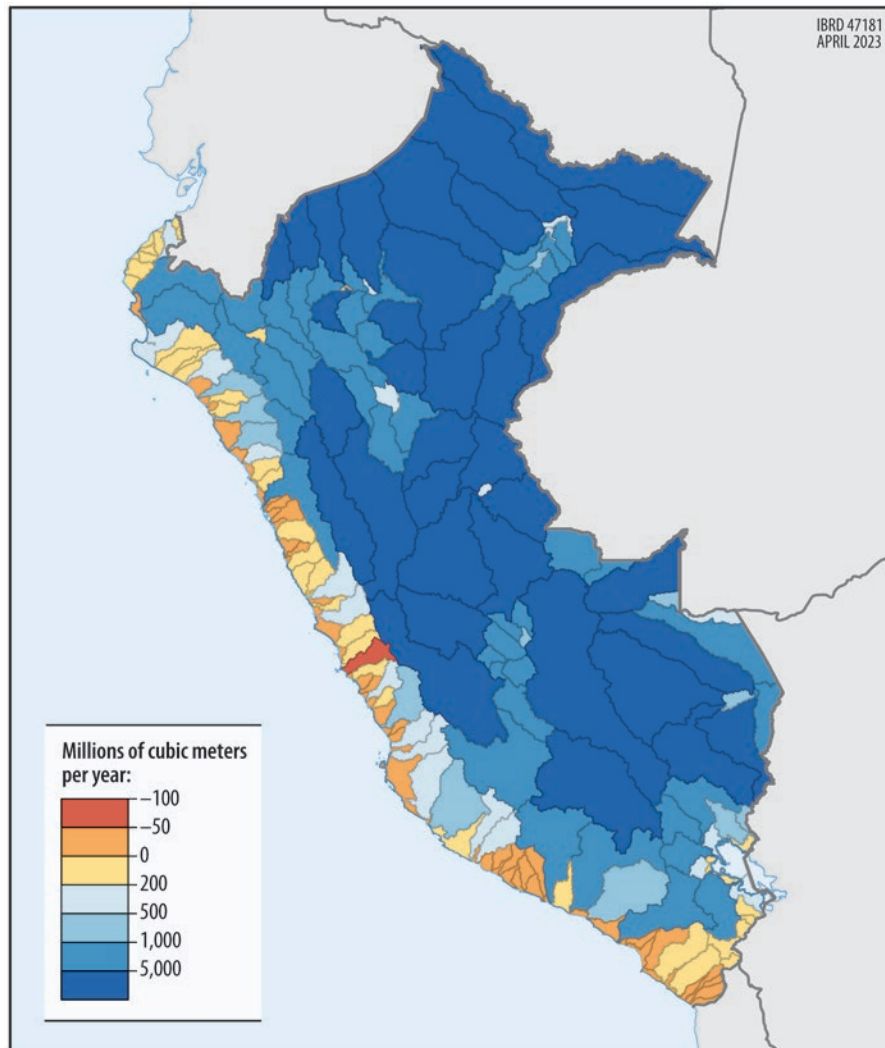 IBRD 47181
APRIL 2023
Millions of cubic meters
per year:
–100
–50
0
200
500
1,000
5,000